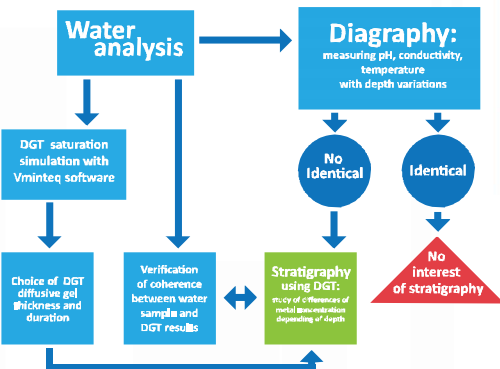 Water
analysis
Diagraphy:
measuring pH, conductivity,
temperature
with depth variations
DGT saturation
simulation with
Vminteq software
No
Identical
Identical
Choice of DGT
diffusive gel
thickness and
duration
Verification
of coherence
between water
sample and
DGT results
Stratigraphy
using DGT:
study of differences of
metal concentration
depending of depth
No
interest
of stratigraphy